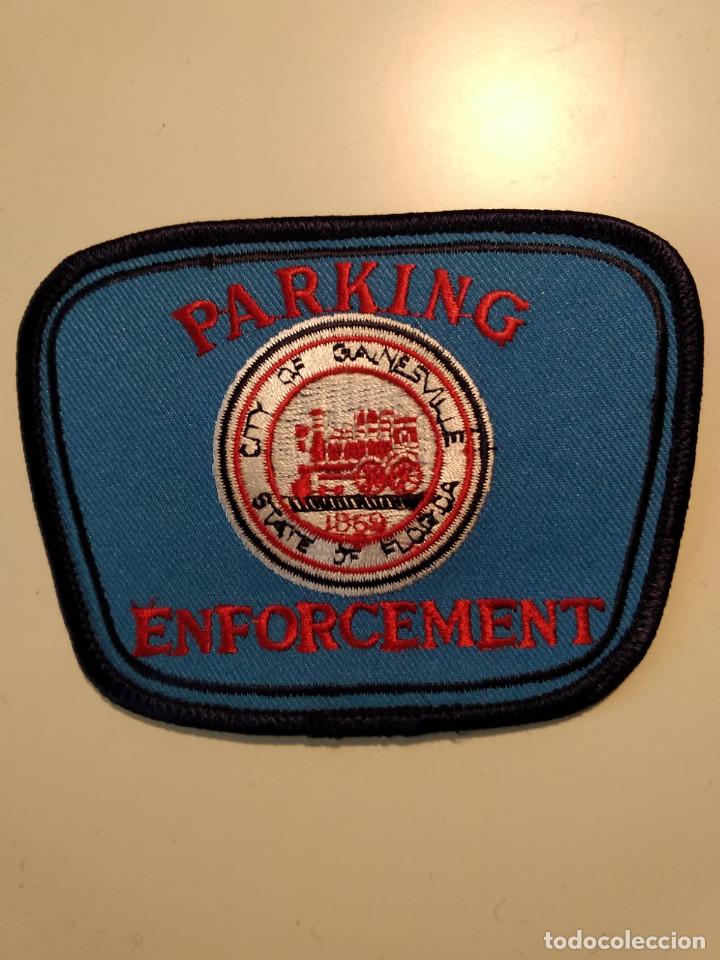 PARKING
CITY OF GAINESVILLE
1869
STATE OF FLORIDA
ENFORCEMENT
todocoleccion